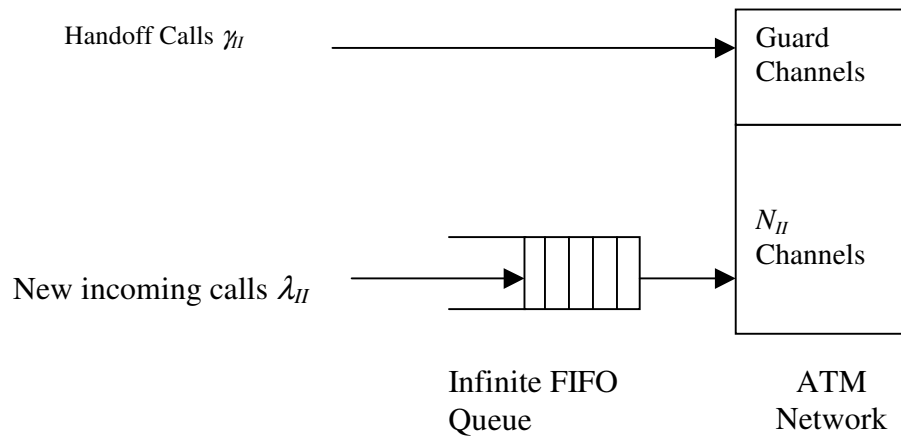 Handoff Calls γII
Guard
Channels
NII
Channels
New incoming calls λII
Infinite FIFO
Queue
ATM
Network